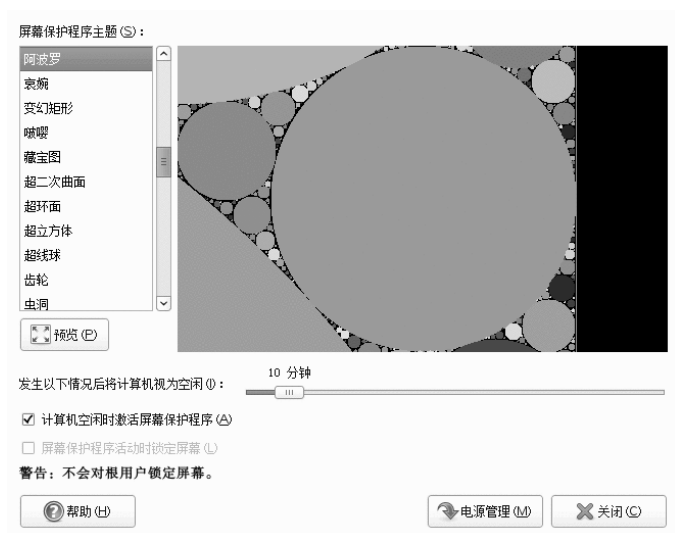 屏幕保护程序主题(S)：
阿波罗
哀婉
变幻矩形
啵嘤
藏宝图
超二次曲面
超环面
超立方体
超线球
齿轮
虫洞
预览(P)
10 分钟
发生以下情况后将计算机视为空闲(I)：
计算机空闲时激活屏幕保护程序(A)
屏幕保护程序活动时锁定屏幕(L)
警告：不会对根用户锁定屏幕。
帮助(H)
电源管理(M)
关闭(C)